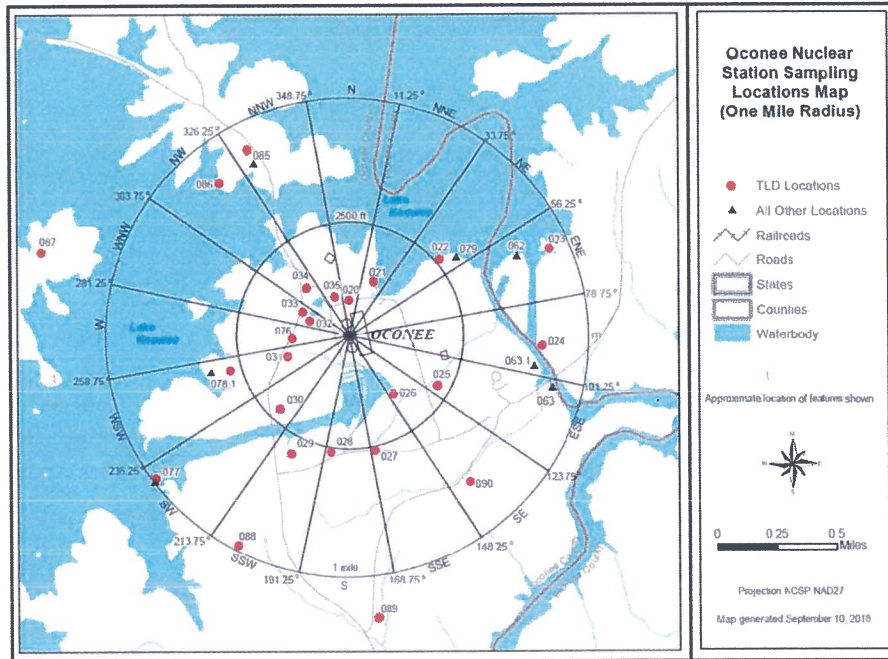 348.75°
N
11.25°
NNW
NNE
326.25°
33.75°
NW
085
NE
086
303.75°
56.25°
Lake
Keowee
2500 ft
WNW
087
022
079
062
023
ENE
281.25
034
021
78.75°
035
020
033
032
W
Lake
Keowee
076
OCONEE
E
024
031
063.1
078.1
025
258.75°
026
063
101.25°
030
WSW
ESE
029
028
027
236.25°
077
123.75°
090
SW
SE
213.75°
088
148.25°
SSW
SSE
191.25°
1 mile
S
168.75°
089
Oconee Nuclear
Station Sampling
Locations Map
(One Mile Radius)
TLD Locations
All Other Locations
Railroads
Roads
States
Counties
Waterbody
Approximate location of features shown
N
W
E
S
0
0.25
0.5
Miles
Projection NCSP NAD27
Map generated September 10, 2018